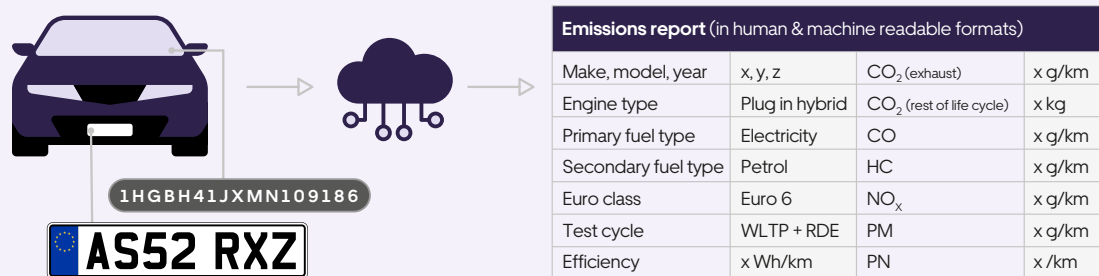 1HGBH41JXMN109186
AS52 RXZ
Emissions report (in human & machine readable formats)
Make, model, year x, y, z CO₂ (exhaust) x g/km
Engine type Plug in hybrid CO₂ (rest of life cycle) x kg
Primary fuel type Electricity CO x g/km
Secondary fuel type Petrol HC x g/km
Euro class Euro 6 NOₓ x g/km
Test cycle WLTP + RDE PM x g/km
Efficiency x Wh/km PN x /km